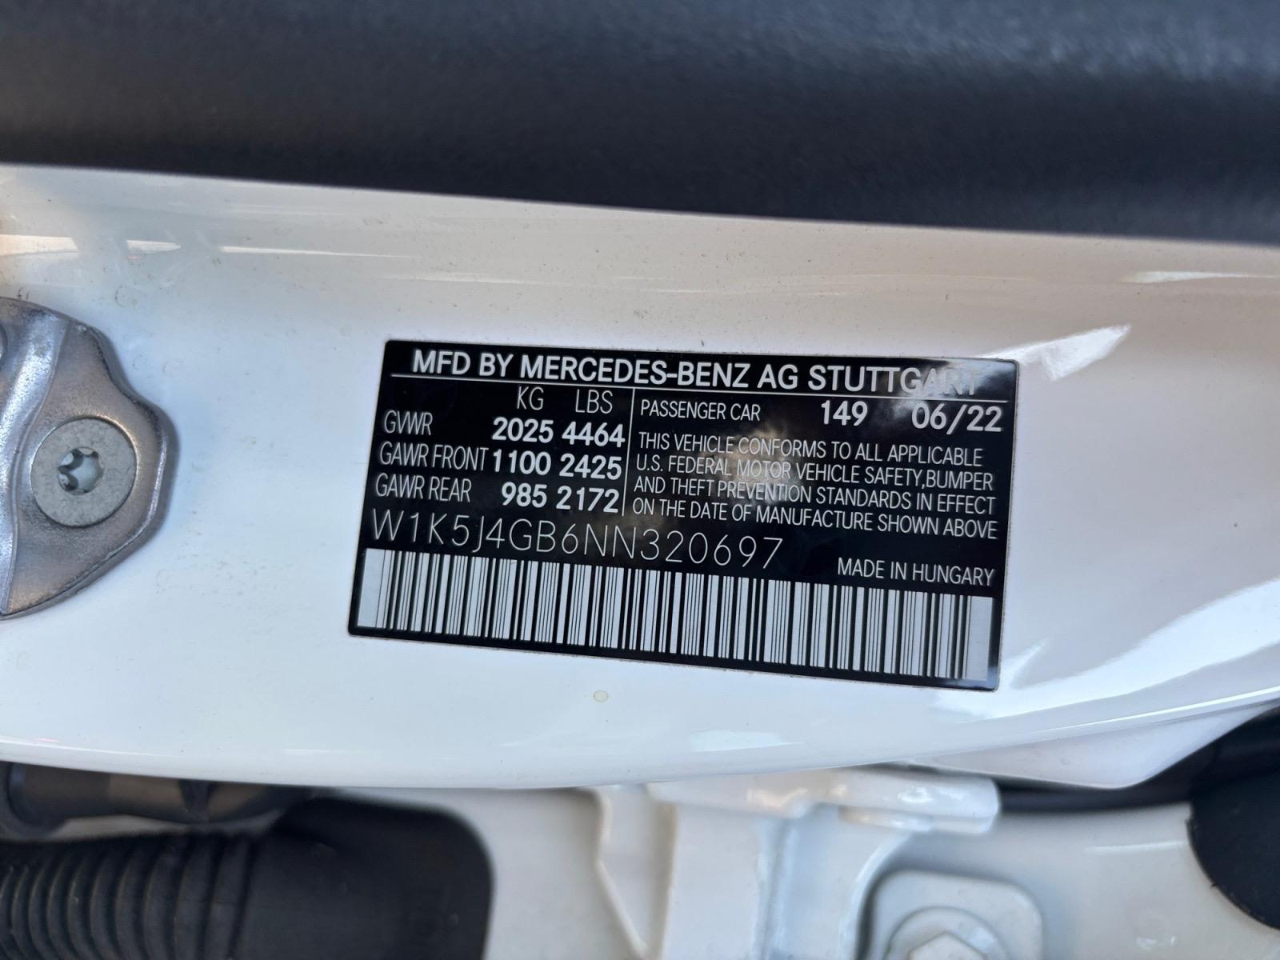 MFD BY MERCEDES-BENZ AG STUTTGART
KG LBS
GVWR 2025 4464
GAWR FRONT 1100 2425
GAWR REAR 985 2172
PASSENGER CAR 149 06/22
THIS VEHICLE CONFORMS TO ALL APPLICABLE
U.S. FEDERAL MOTOR VEHICLE SAFETY,BUMPER
AND THEFT PREVENTION STANDARDS IN EFFECT
ON THE DATE OF MANUFACTURE SHOWN ABOVE
W1K5J4GB6NN320697
MADE IN HUNGARY